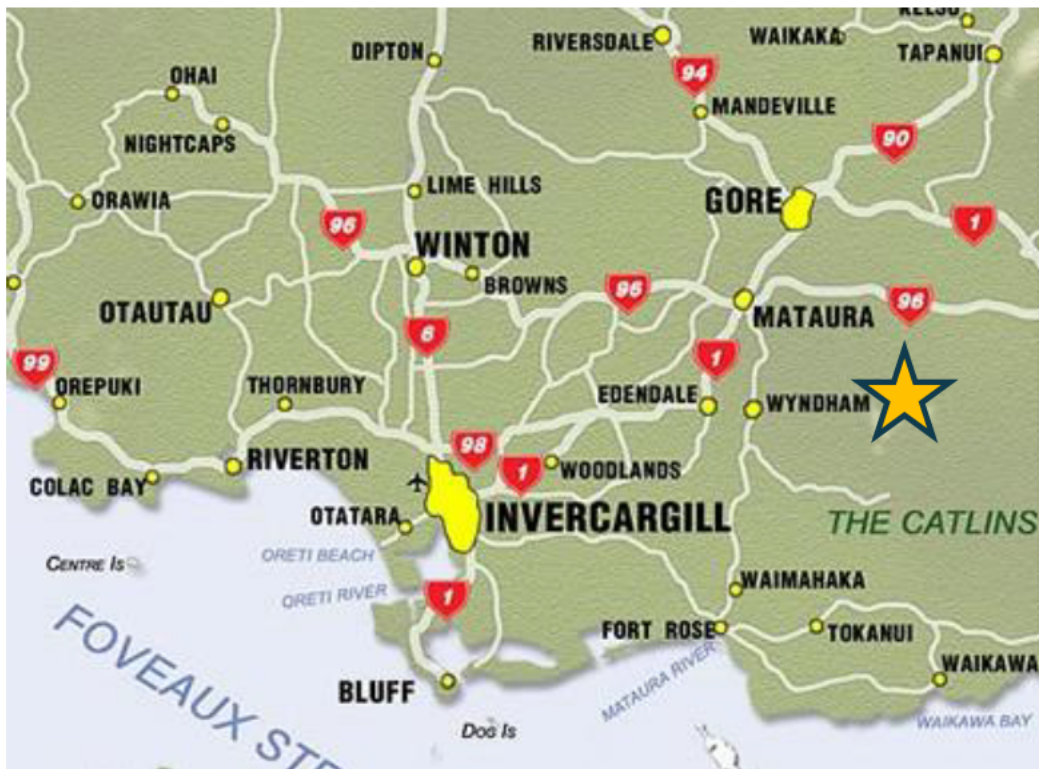 KELSO
DIPTON
RIVERSDALE
WAIKAKA
TAPANUI
OHAI
94
MANDEVILLE
NIGHTCAPS
90
ORAWIA
LIME HILLS
GORE
96
1
WINTON
BROWNS
96
96
OTAUTAU
MATAURA
6
1
99
OREPUKI
THORNBURY
EDENDALE
WYNDHAM
98
RIVERTON
1
WOODLANDS
COLAC BAY
OTATARA
INVERCARGILL
THE CATLINS
ORETI BEACH
CENTRE Is
WAIMAHAKA
ORETI RIVER
1
FORT ROSE
TOKANUI
FOVEAUX
MATAURA RIVER
WAIKAWA
BLUFF
WAIKAWA BAY
DOG Is